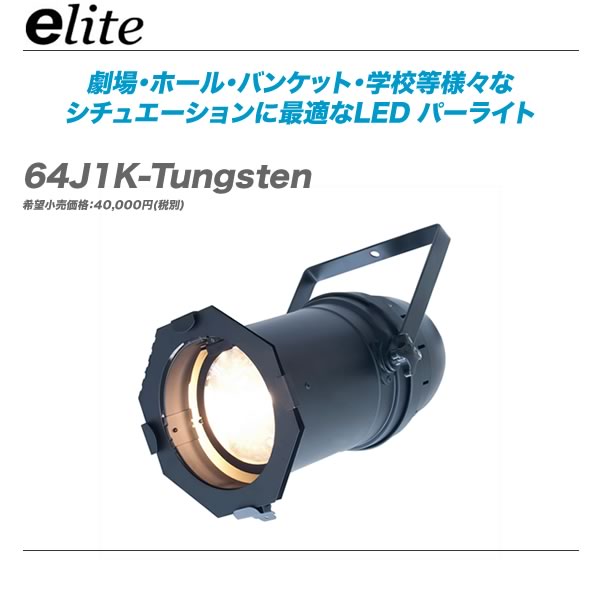 elite
劇場・ホール・バンケット・学校等様々な
シチュエーションに最適なLED パーライト
64J1K-Tungsten
希望小売価格：40,000円(税別)